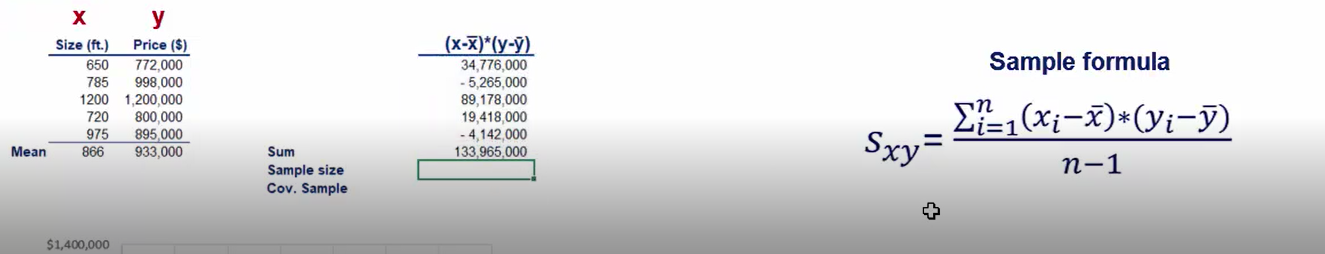 x y
Size (ft.) Price ($) (x-x̄)*(y-ȳ)
650 772,000 34,776,000
785 998,000 - 5,265,000
1200 1,200,000 89,178,000
720 800,000 19,418,000
975 895,000 - 4,142,000
Mean 866 933,000 Sum 133,965,000
Sample size
Cov. Sample
$1,400,000
Sample formula
sxy = ∑ⁿi=1(xi−x̄)*(yi−ȳ)
n−1